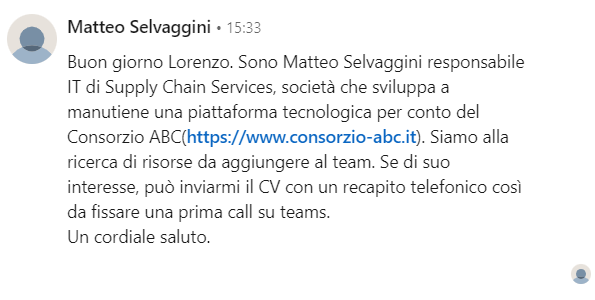 Matteo Selvaggini • 15:33
Buon giorno Lorenzo. Sono Matteo Selvaggini responsabile
IT di Supply Chain Services, società che sviluppa a
manutiene una piattaforma tecnologica per conto del
Consorzio ABC(https://www.consorzio-abc.it). Siamo alla
ricerca di risorse da aggiungere al team. Se di suo
interesse, può inviarmi il CV con un recapito telefonico così
da fissare una prima call su teams.
Un cordiale saluto.